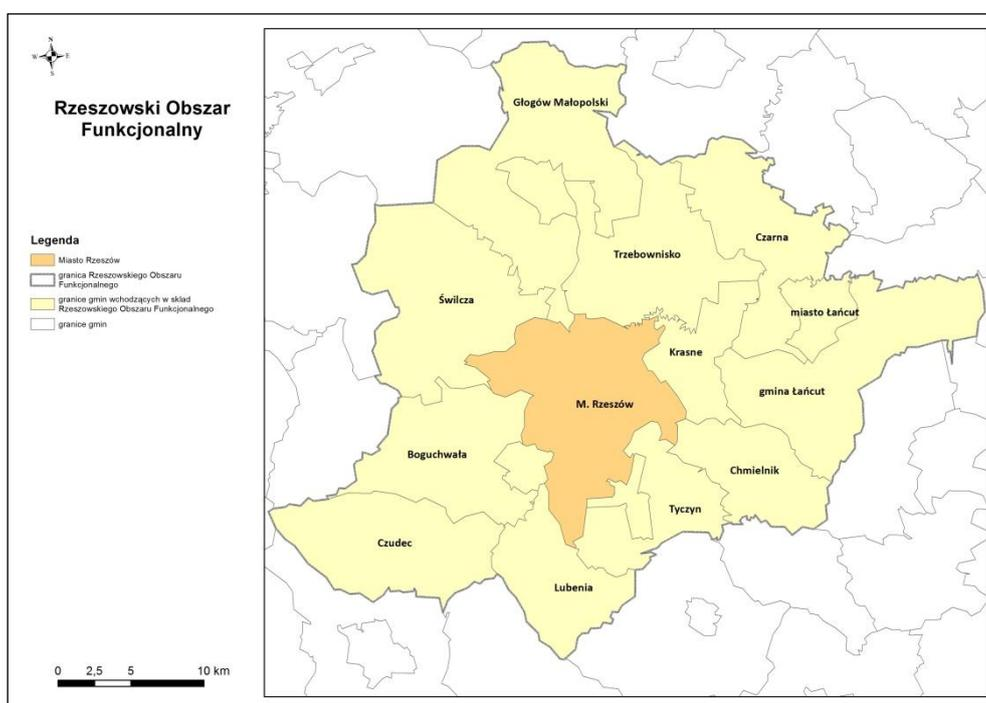 N
W E
S
Rzeszowski Obszar
Funkcjonalny
Legenda
Miasto Rzeszów
granica Rzeszowskiego Obszaru
Funkcjonalnego
granice gmin wchodzących w skład
Rzeszowskiego Obszaru Funkcjonalnego
granice gmin
0 2,5 5 10 km
Głogów Małopolski
Czarna
Trzebownisko
Świlcza
miasto Łańcut
Krasne
gmina Łańcut
M. Rzeszów
Boguchwała
Chmielnik
Tyczyn
Czudec
Lubenia